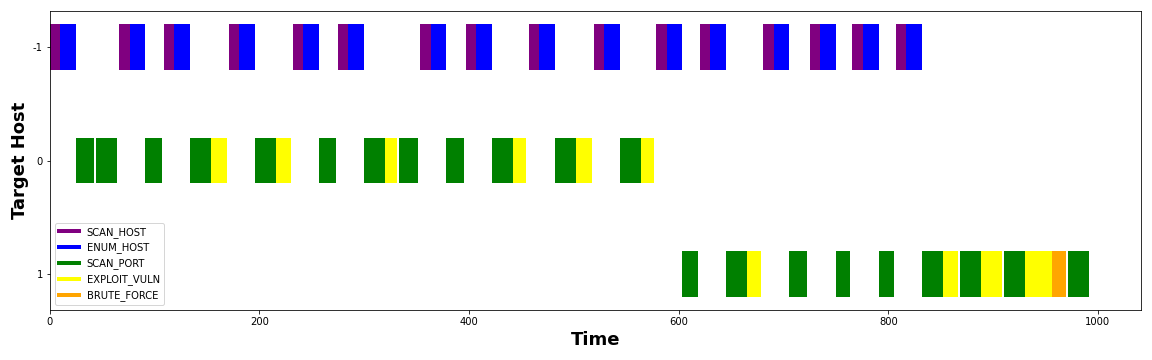 -1
0
1
Target Host
SCAN_HOST
ENUM_HOST
SCAN_PORT
EXPLOIT_VULN
BRUTE_FORCE
0 200 400 600 800 1000
Time